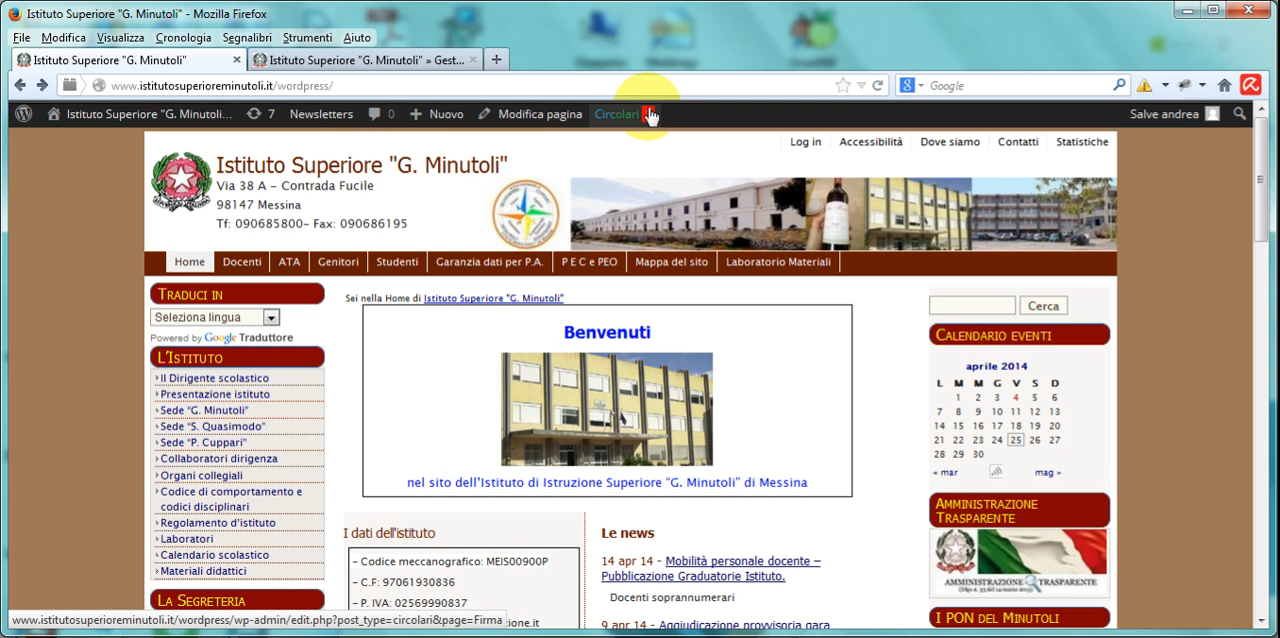 Istituto Superiore "G. Minutoli" - Mozilla Firefox
File Modifica Visualizza Cronologia Segnalibri Strumenti Aiuto
Istituto Superiore "G. Minutoli" × Istituto Superiore "G. Minutoli" » Gest... × +
www.istitutosuperioreminutoli.it/wordpress/ Google
Istituto Superiore "G. Minutoli... 7 Newsletters 0 + Nuovo Modifica pagina Circolari Salve andrea
Log in Accessibilità Dove siamo Contatti Statistiche
Istituto Superiore "G. Minutoli"
Via 38 A – Contrada Fucile
98147 Messina
Tf: 090685800– Fax: 090686195
Home Docenti ATA Genitori Studenti Garanzia dati per P.A. P E C e PEO Mappa del sito Laboratorio Materiali
Traduci in
Seleziona lingua
Powered by Google Traduttore
L'Istituto
Il Dirigente scolastico
Presentazione istituto
Sede "G. Minutoli"
Sede "S. Quasimodo"
Sede "P. Cuppari"
Collaboratori dirigenza
Organi collegiali
Codice di comportamento e
codici disciplinari
Regolamento d'istituto
Laboratori
Calendario scolastico
Materiali didattici
La Segreteria
Sei nella Home di Istituto Superiore "G. Minutoli"
Benvenuti
nel sito dell'Istituto di Istruzione Superiore "G. Minutoli" di Messina
I dati dell'istituto
– Codice meccanografico: MEIS00900P
– C.F: 97061930836
– P. IVA: 02569990837
zione.it
Le news
14 apr 14 - Mobilità personale docente –
Pubblicazione Graduatorie Istituto.
Docenti soprannumerari
9 apr 14 - Aggiudicazione provvisoria gara
Cerca
Calendario eventi
aprile 2014
L M M G V S D
1 2 3 4 5 6
7 8 9 10 11 12 13
14 15 16 17 18 19 20
21 22 23 24 25 26 27
28 29 30
« mar mag »
Amministrazione
Trasparente
AMMINISTRAZIONE TRASPARENTE
I PON del Minutoli
www.istitutosuperioreminutoli.it/wordpress/wp-admin/edit.php?post_type=circolari&page=Firma